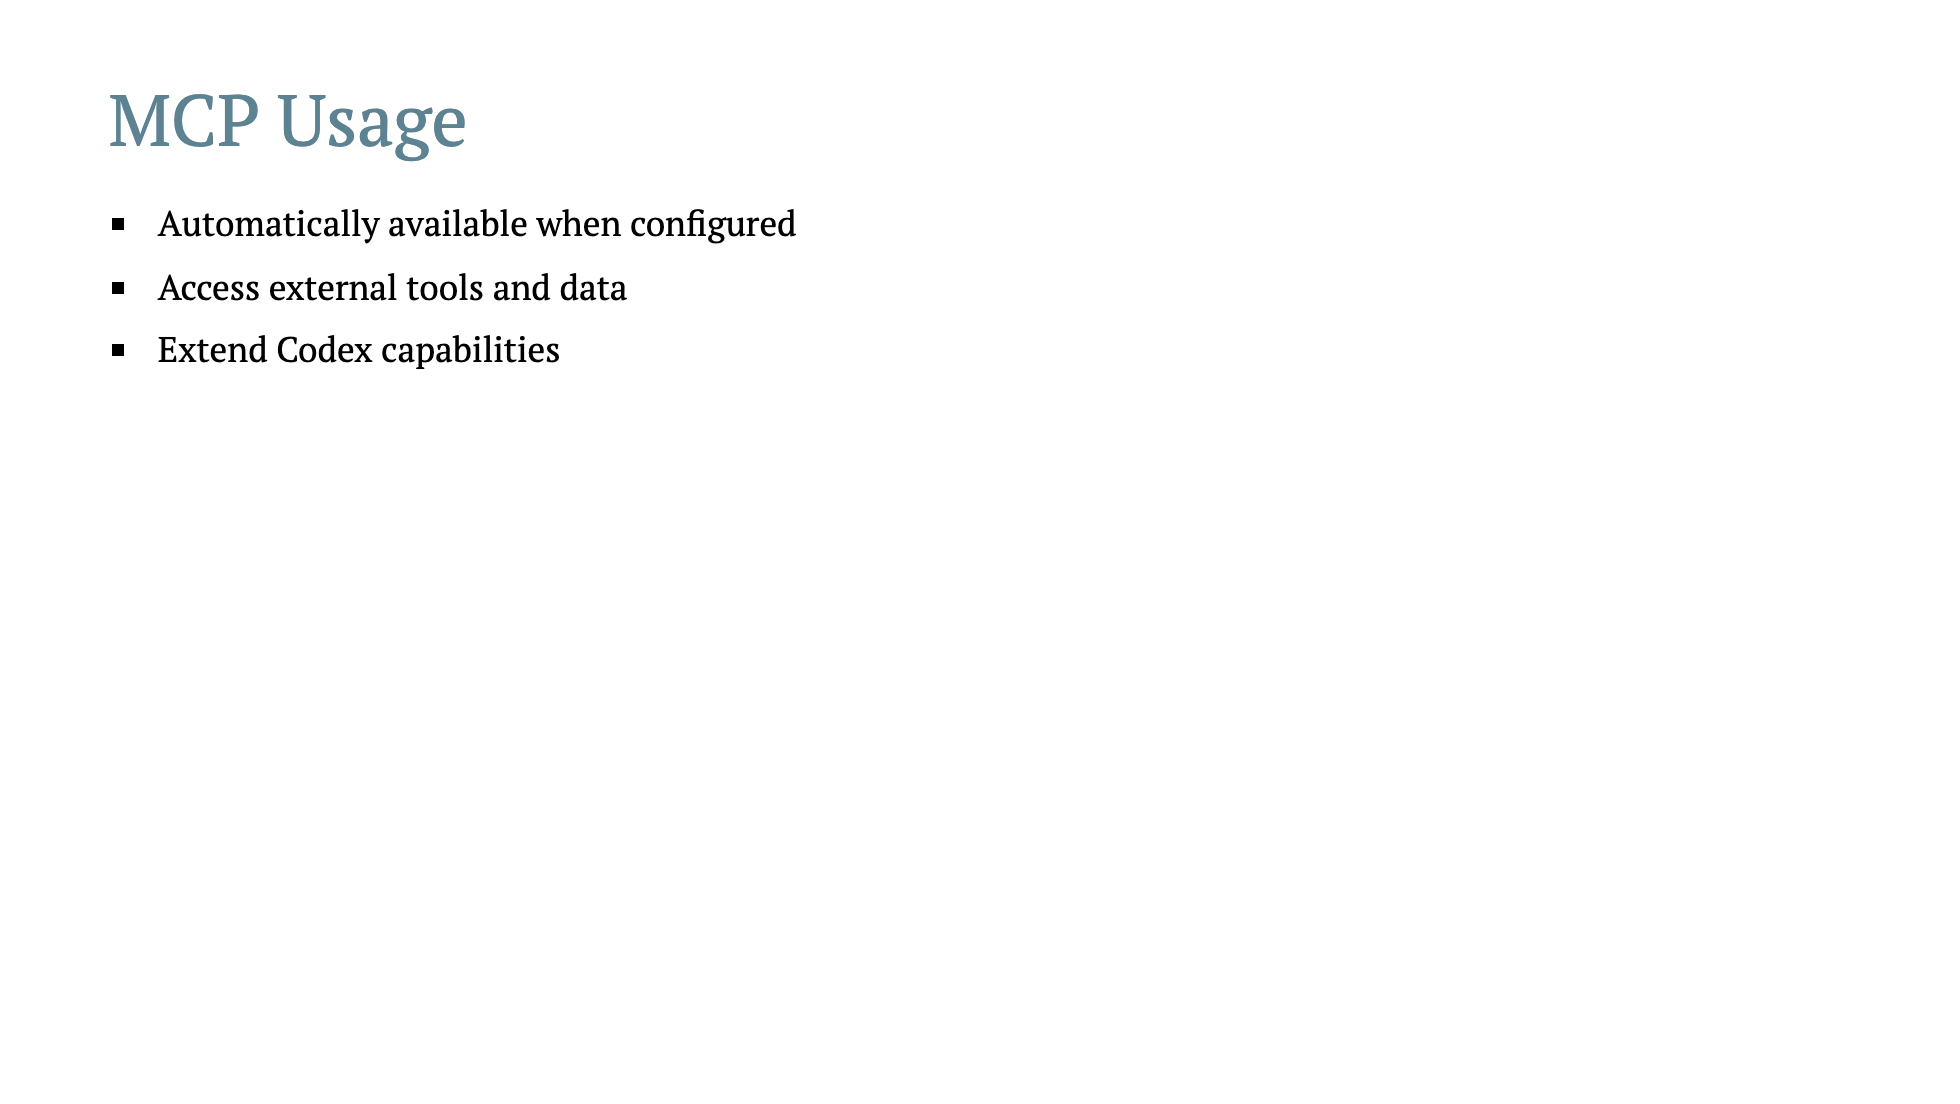 MCP Usage
▪ Automatically available when configured
▪ Access external tools and data
▪ Extend Codex capabilities